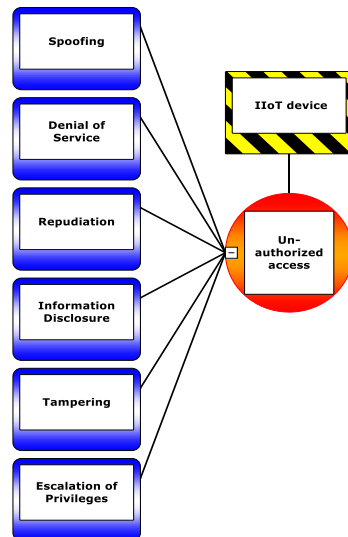 Spoofing
Denial of
Service
Repudiation
Information
Disclosure
Tampering
Escalation of
Privileges
IIoT device
Un-
authorized
access